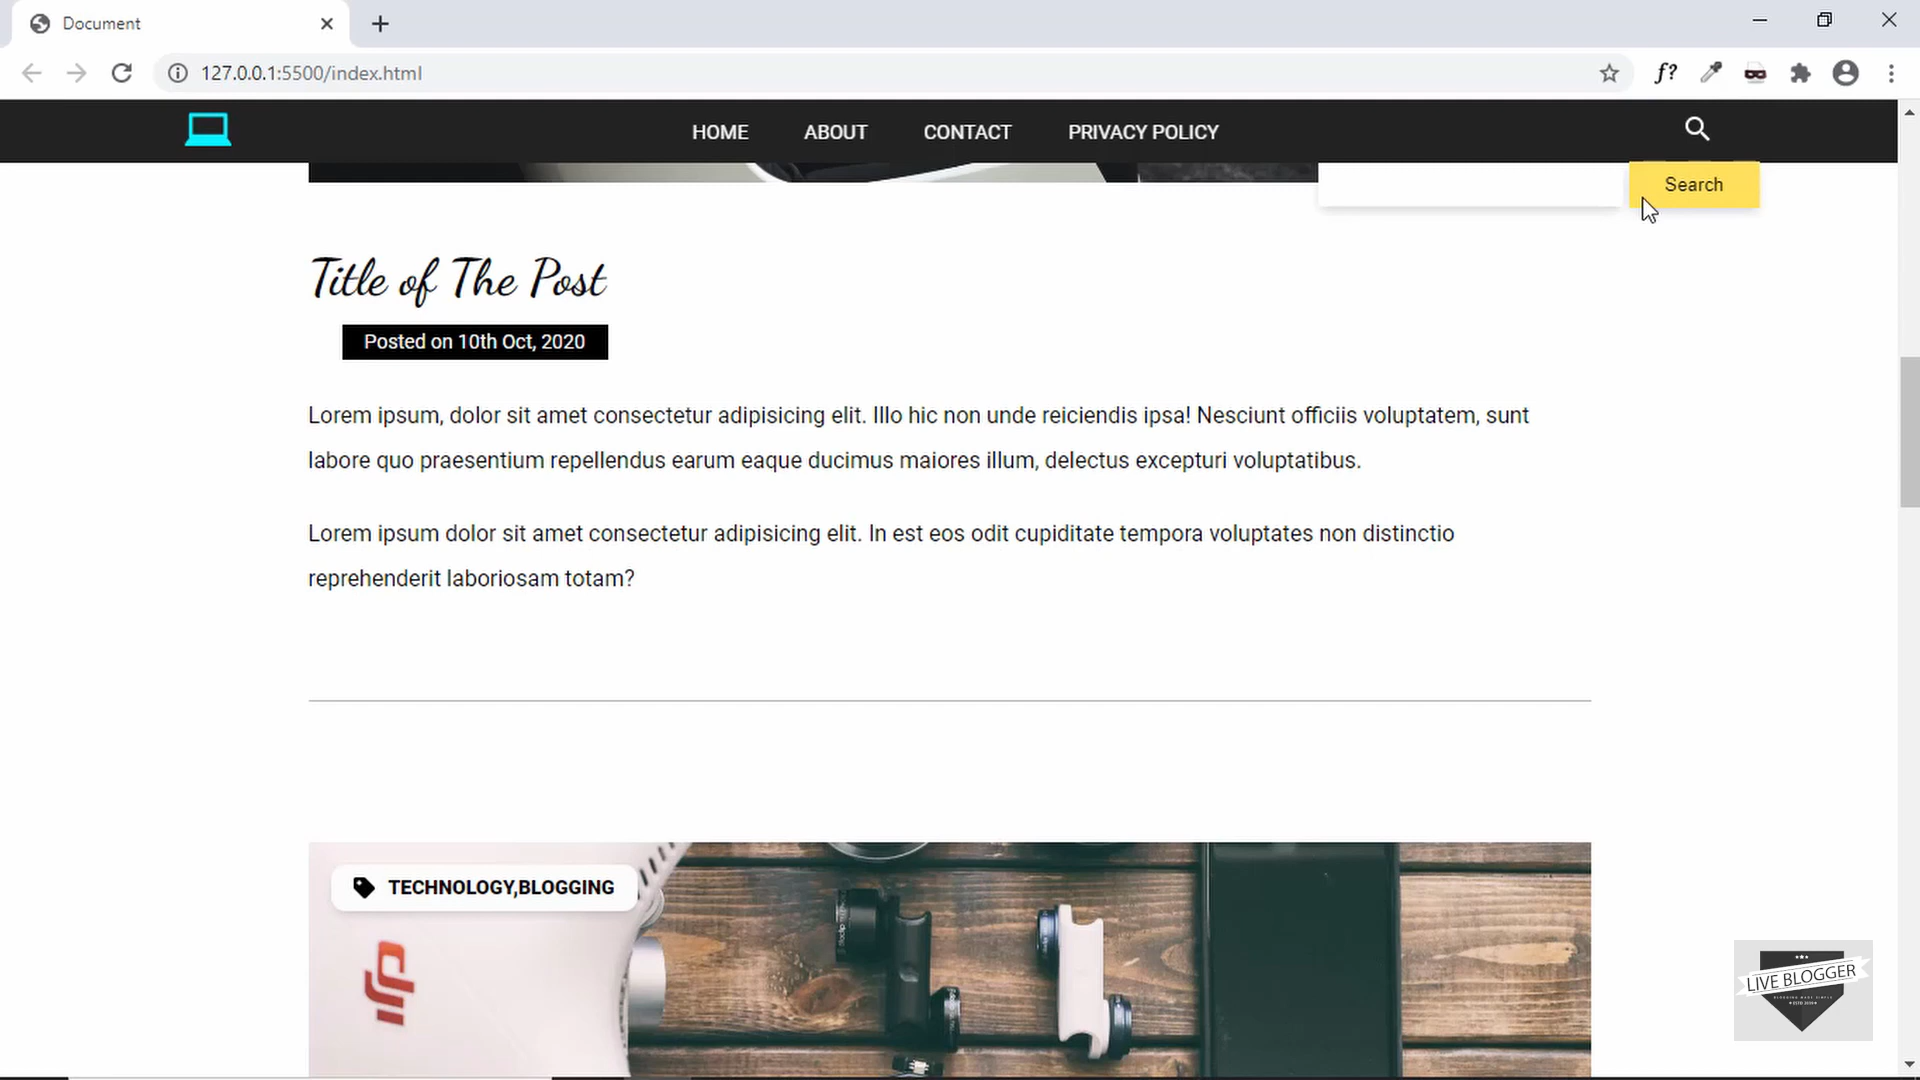 Document
127.0.0.1:5500/index.html
f?
HOME ABOUT CONTACT PRIVACY POLICY
Search
Title of The Post
Posted on 10th Oct, 2020
Lorem ipsum, dolor sit amet consectetur adipisicing elit. Illo hic non unde reiciendis ipsa! Nesciunt officiis voluptatem, sunt
labore quo praesentium repellendus earum eaque ducimus maiores illum, delectus excepturi voluptatibus.
Lorem ipsum dolor sit amet consectetur adipisicing elit. In est eos odit cupiditate tempora voluptates non distinctio
reprehenderit laboriosam totam?
TECHNOLOGY,BLOGGING
dji
LIVE BLOGGER